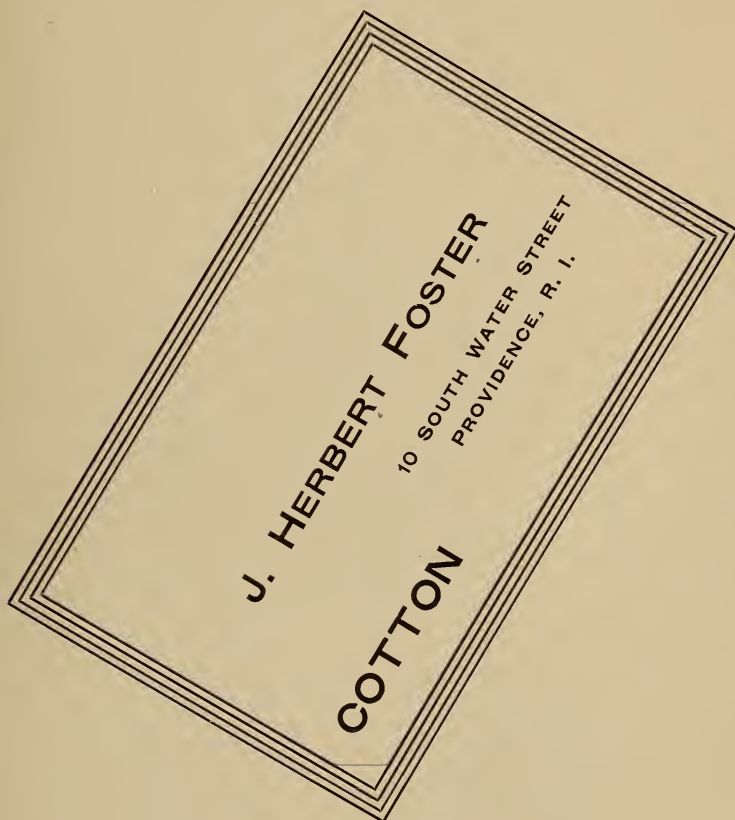 J. HERBERT FOSTER
10 SOUTH WATER STREET
PROVIDENCE, R. I.
COTTON